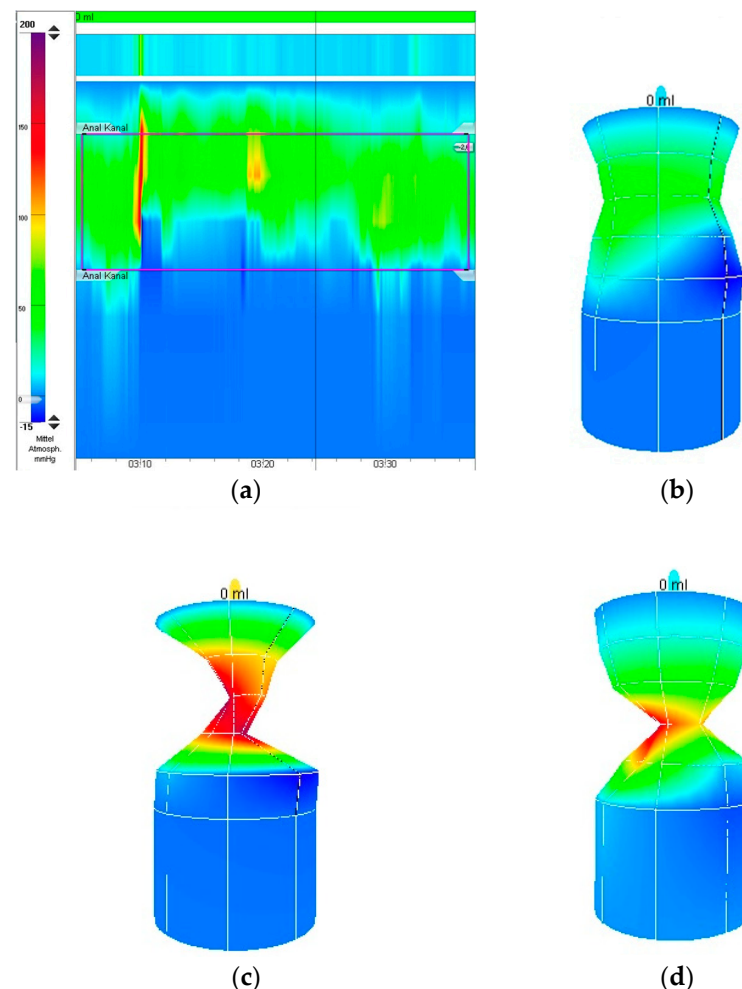 200
0 ml
150
100
50
0
-15
Mittel
Atmosph.
mmHg
Anal Kanal
Anal Kanal
03:10
03:20
03:30
(a)
0 ml
(b)
0 ml
(c)
0 ml
(d)